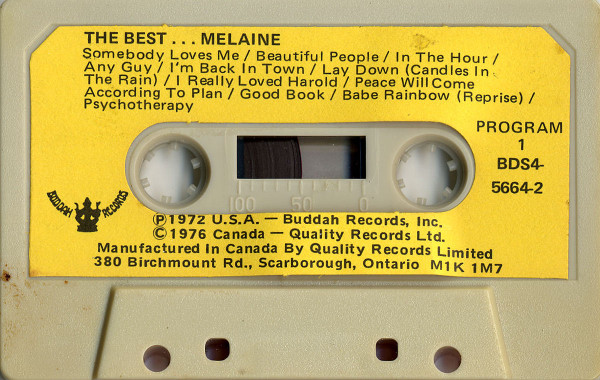 THE BEST . . . MELAINE
Somebody Loves Me / Beautiful People / In The Hour /
Any Guy / I'm Back In Town / Lay Down (Candles In
The Rain) / I Really Loved Harold / Peace Will Come
According To Plan / Good Book / Babe Rainbow (Reprise) /
Psychotherapy
PROGRAM
1
BDS4-
5664-2
100 50 0
BUDDAH RECORDS
Ⓟ1972 U.S.A. — Buddah Records, Inc.
©1976 Canada — Quality Records Ltd.
Manufactured In Canada By Quality Records Limited
380 Birchmount Rd., Scarborough, Ontario M1K 1M7